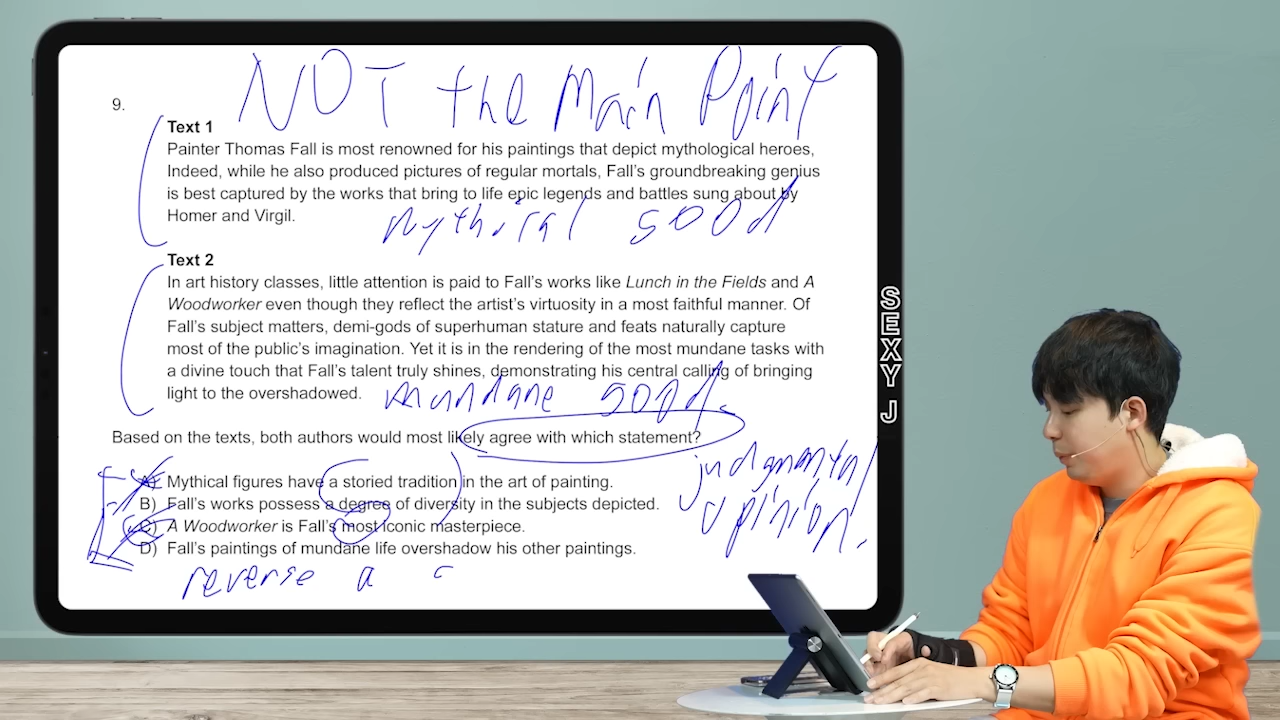 NOT the Main Point
9.
Text 1
Painter Thomas Fall is most renowned for his paintings that depict mythological heroes,
Indeed, while he also produced pictures of regular mortals, Fall's groundbreaking genius
is best captured by the works that bring to life epic legends and battles sung about by
Homer and Virgil.
mythical good
Text 2
In art history classes, little attention is paid to Fall's works like Lunch in the Fields and A
Woodworker even though they reflect the artist's virtuosity in a most faithful manner. Of
Fall's subject matters, demi-gods of superhuman stature and feats naturally capture
most of the public's imagination. Yet it is in the rendering of the most mundane tasks with
a divine touch that Fall's talent truly shines, demonstrating his central calling of bringing
light to the overshadowed.
mundane good.
Based on the texts, both authors would most likely agree with which statement?
judgmental
opinion.
A) Mythical figures have a storied tradition in the art of painting.
B) Fall's works possess a degree of diversity in the subjects depicted.
C) A Woodworker is Fall's most iconic masterpiece.
D) Fall's paintings of mundane life overshadow his other paintings.
reverse a c
SEXY J